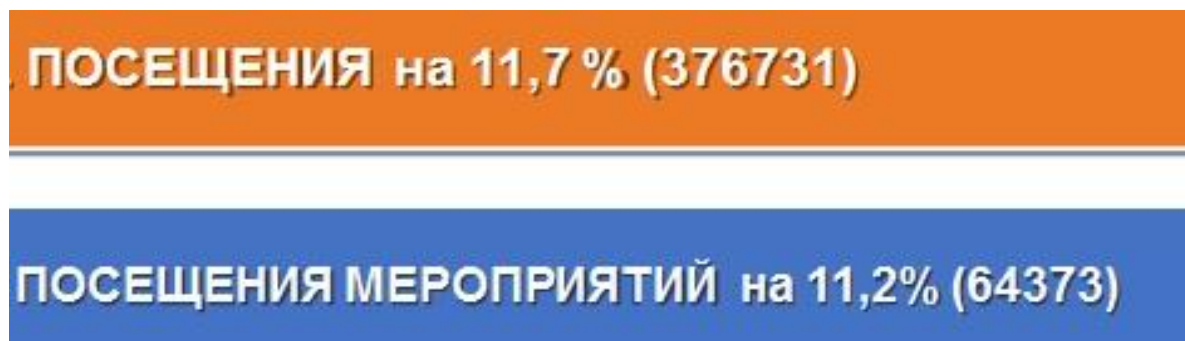 ПОСЕЩЕНИЯ на 11,7 % (376731)
ПОСЕЩЕНИЯ МЕРОПРИЯТИЙ на 11,2% (64373)